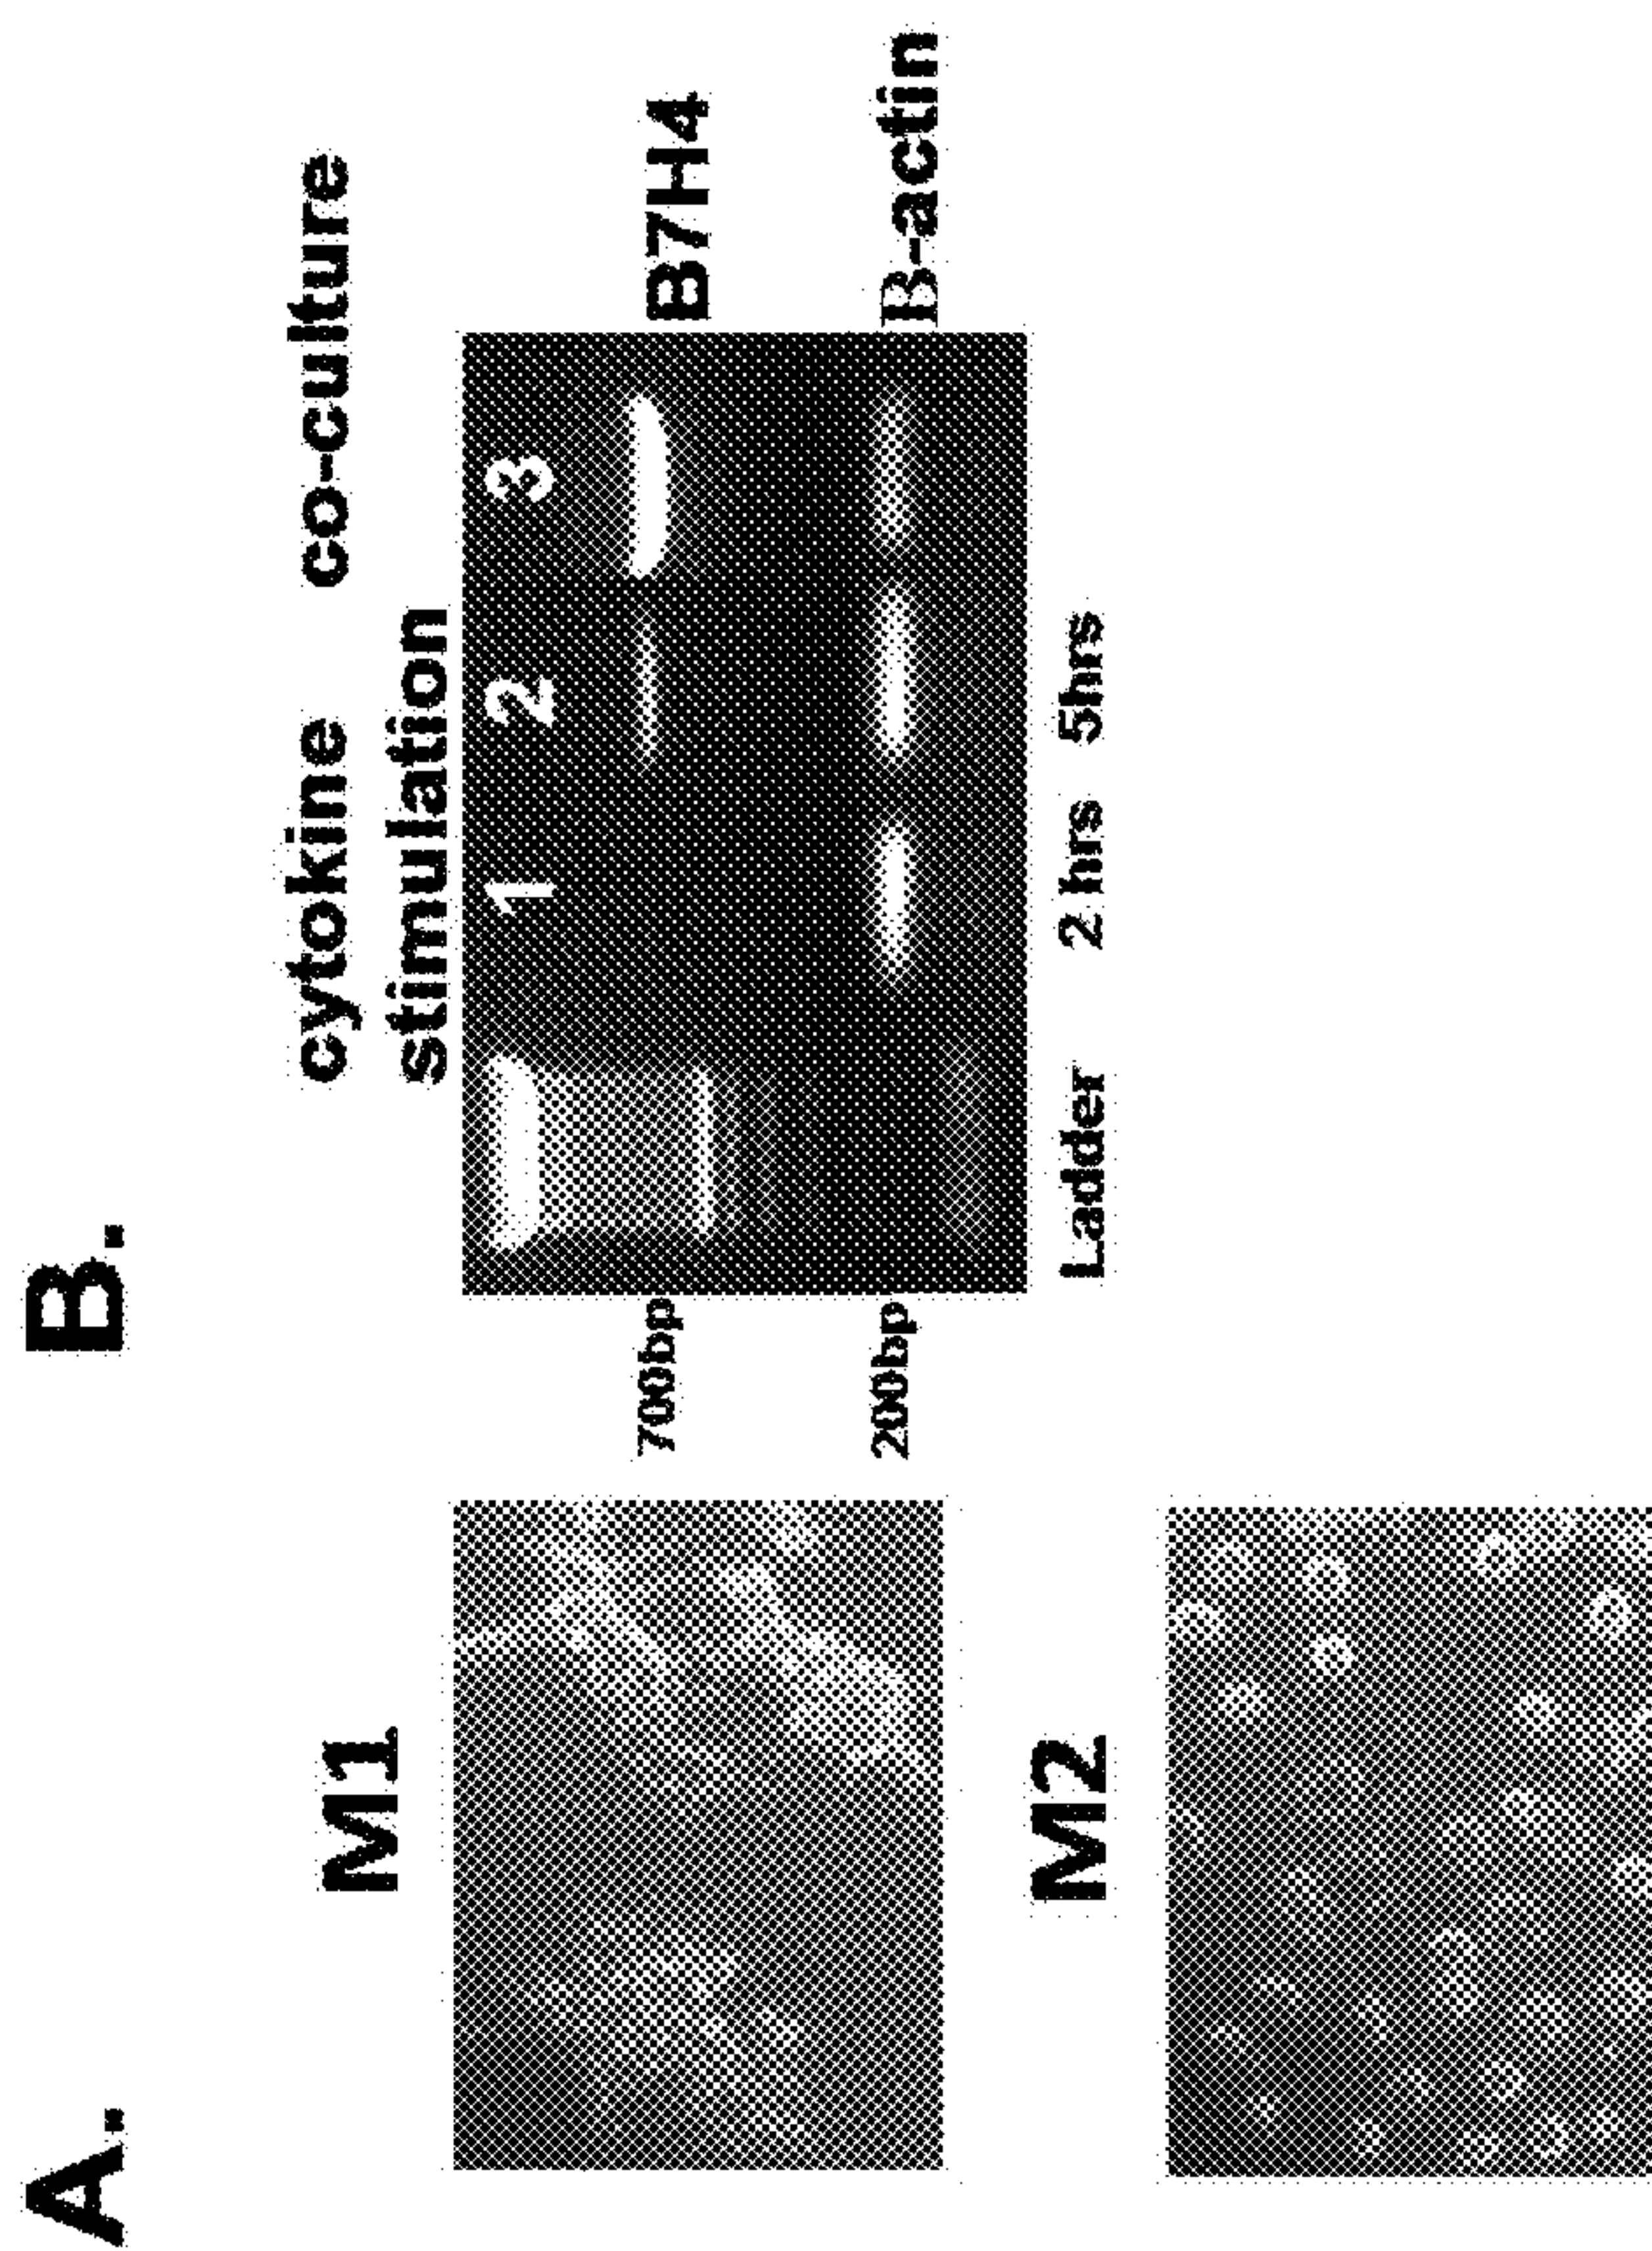 A.
M1
M2
B.
cytokine co-culture
stimulation
1 2 3
700bp
B7H4
200bp
B-actin
Ladder 2 hrs 5hrs